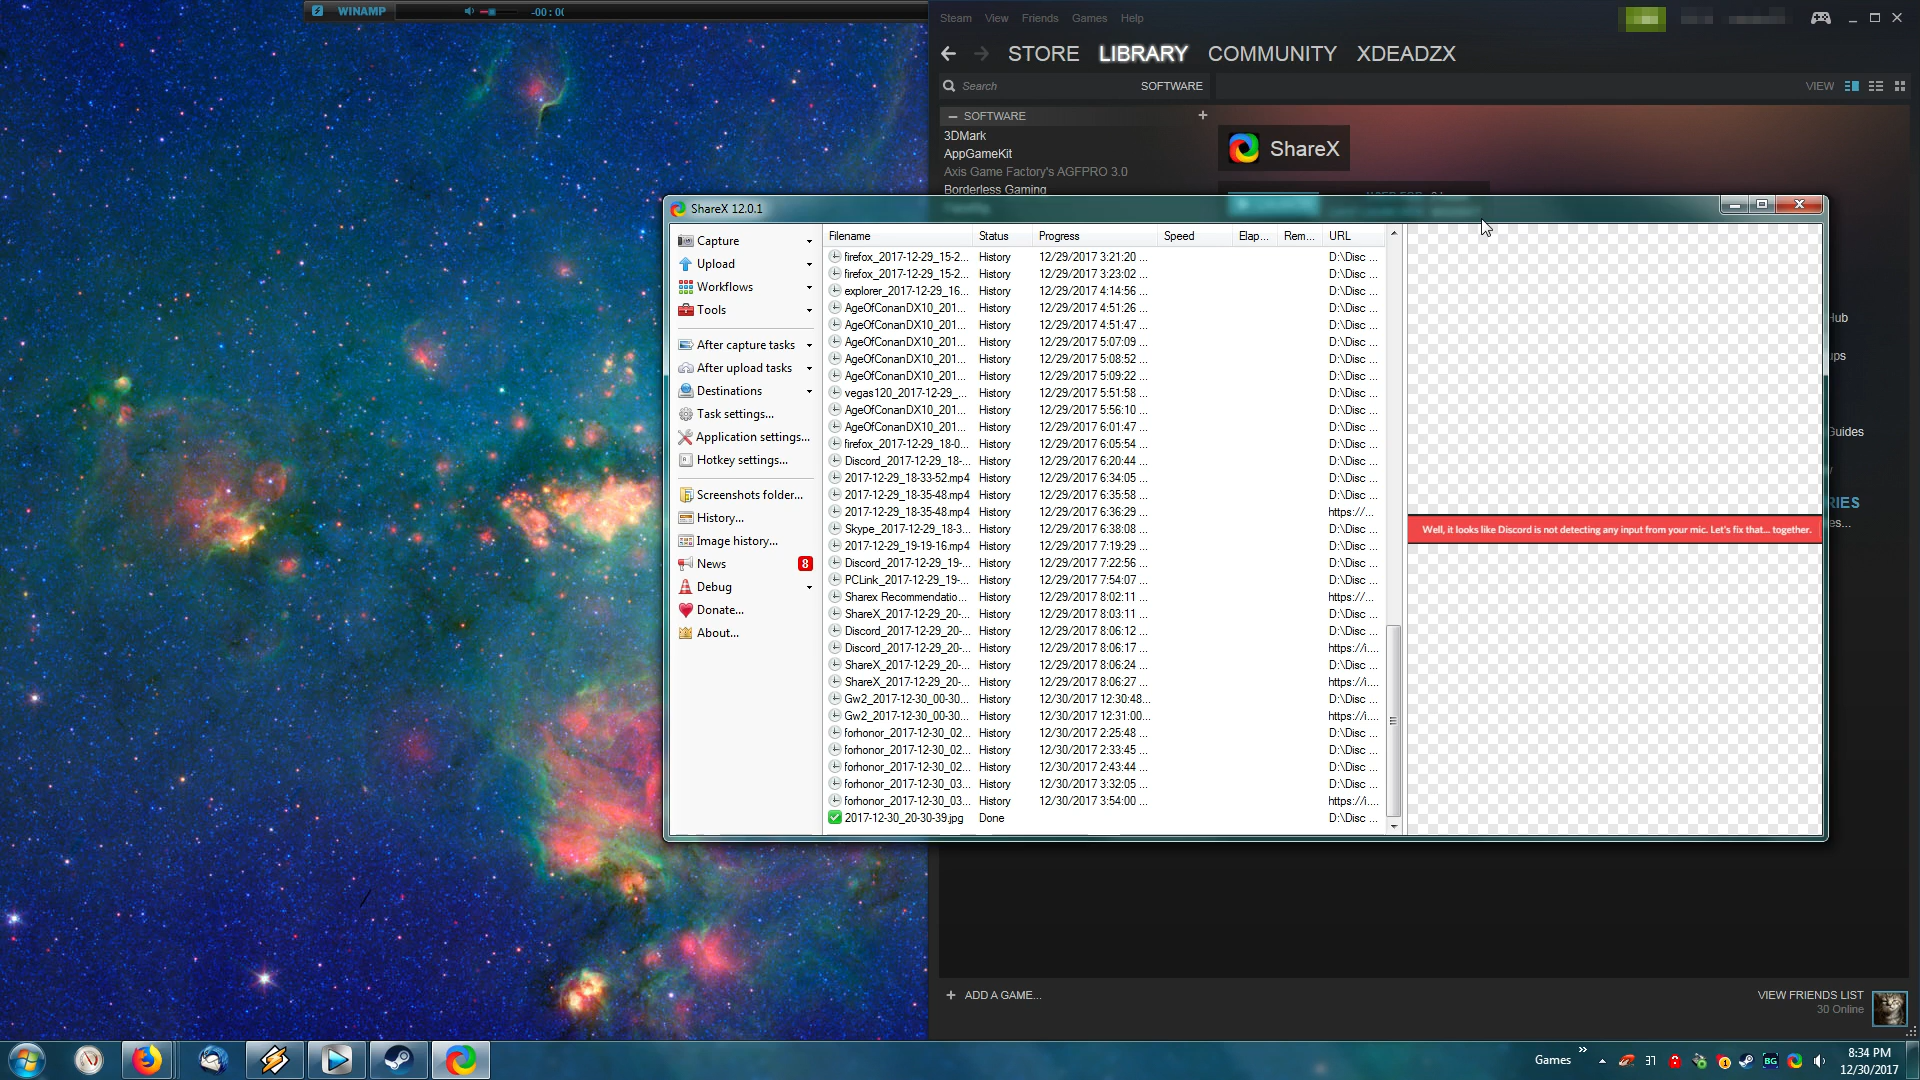 WINAMP
-00:00
Steam View Friends Games Help
STORE LIBRARY COMMUNITY XDEADZX
Search
SOFTWARE
VIEW
SOFTWARE
3DMark
AppGameKit
Axis Game Factory's AGFPRO 3.0
Borderless Gaming
ShareX
ShareX 12.0.1
Capture
Upload
Workflows
Tools
After capture tasks
After upload tasks
Destinations
Task settings...
Application settings...
Hotkey settings...
Screenshots folder...
History...
Image history...
News 8
Debug
Donate...
About...
Filename Status Progress Speed Elap... Rem... URL
firefox_2017-12-29_15-2... History 12/29/2017 3:21:20 ... D:\Disc ...
firefox_2017-12-29_15-2... History 12/29/2017 3:23:02 ... D:\Disc ...
explorer_2017-12-29_16... History 12/29/2017 4:14:56 ... D:\Disc ...
AgeOfConanDX10_201... History 12/29/2017 4:51:26 ... D:\Disc ...
AgeOfConanDX10_201... History 12/29/2017 4:51:47 ... D:\Disc ...
AgeOfConanDX10_201... History 12/29/2017 5:07:09 ... D:\Disc ...
AgeOfConanDX10_201... History 12/29/2017 5:08:52 ... D:\Disc ...
AgeOfConanDX10_201... History 12/29/2017 5:09:22 ... D:\Disc ...
vegas120_2017-12-29_... History 12/29/2017 5:51:58 ... D:\Disc ...
AgeOfConanDX10_201... History 12/29/2017 5:56:10 ... D:\Disc ...
AgeOfConanDX10_201... History 12/29/2017 6:01:47 ... D:\Disc ...
firefox_2017-12-29_18-0... History 12/29/2017 6:05:54 ... D:\Disc ...
Discord_2017-12-29_18-... History 12/29/2017 6:20:44 ... D:\Disc ...
2017-12-29_18-33-52.mp4 History 12/29/2017 6:34:05 ... D:\Disc ...
2017-12-29_18-35-48.mp4 History 12/29/2017 6:35:58 ... D:\Disc ...
2017-12-29_18-35-48.mp4 History 12/29/2017 6:36:29 ... https://...
Skype_2017-12-29_18-3... History 12/29/2017 6:38:08 ... D:\Disc ...
2017-12-29_19-19-16.mp4 History 12/29/2017 7:19:29 ... D:\Disc ...
Discord_2017-12-29_19-... History 12/29/2017 7:22:56 ... D:\Disc ...
PCLink_2017-12-29_19-... History 12/29/2017 7:54:07 ... D:\Disc ...
Sharex Recommendatio... History 12/29/2017 8:02:11 ... https://...
ShareX_2017-12-29_20-... History 12/29/2017 8:03:11 ... D:\Disc ...
Discord_2017-12-29_20-... History 12/29/2017 8:06:12 ... D:\Disc ...
Discord_2017-12-29_20-... History 12/29/2017 8:06:17 ... https://i....
ShareX_2017-12-29_20-... History 12/29/2017 8:06:24 ... D:\Disc ...
ShareX_2017-12-29_20-... History 12/29/2017 8:06:27 ... https://i....
Gw2_2017-12-30_00-30... History 12/30/2017 12:30:48... D:\Disc ...
Gw2_2017-12-30_00-30... History 12/30/2017 12:31:00... https://i....
forhonor_2017-12-30_02... History 12/30/2017 2:25:48 ... D:\Disc ...
forhonor_2017-12-30_02... History 12/30/2017 2:33:45 ... D:\Disc ...
forhonor_2017-12-30_02... History 12/30/2017 2:43:44 ... D:\Disc ...
forhonor_2017-12-30_03... History 12/30/2017 3:32:05 ... D:\Disc ...
forhonor_2017-12-30_03... History 12/30/2017 3:54:00 ... https://i....
2017-12-30_20-30-39.jpg Done D:\Disc ...
Well, it looks like Discord is not detecting any input from your mic. Let's fix that... together.
Hub
ups
Guides
RIES
es...
ADD A GAME...
VIEW FRIENDS LIST
30 Online
Games
BG
8:34 PM
12/30/2017